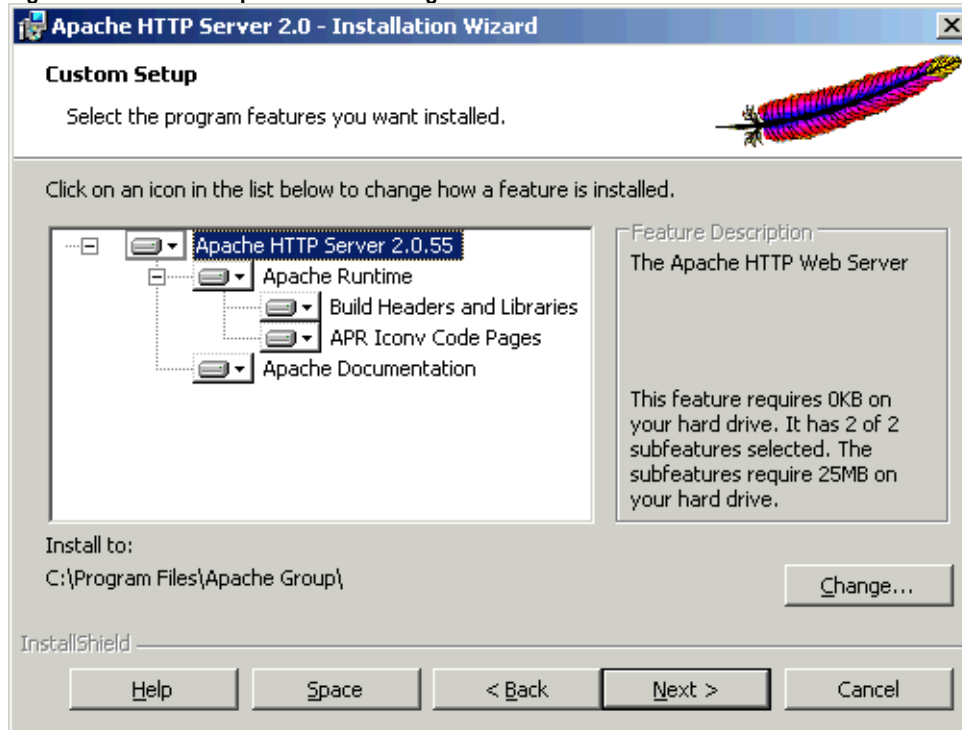 Apache HTTP Server 2.0 - Installation Wizard
Custom Setup
Select the program features you want installed.
Click on an icon in the list below to change how a feature is installed.
Apache HTTP Server 2.0.55
Apache Runtime
Build Headers and Libraries
APR Iconv Code Pages
Apache Documentation
Feature Description
The Apache HTTP Web Server
This feature requires 0KB on
your hard drive. It has 2 of 2
subfeatures selected. The
subfeatures require 25MB on
your hard drive.
Install to:
C:\Program Files\Apache Group\
Change...
InstallShield
Help
Space
< Back
Next >
Cancel